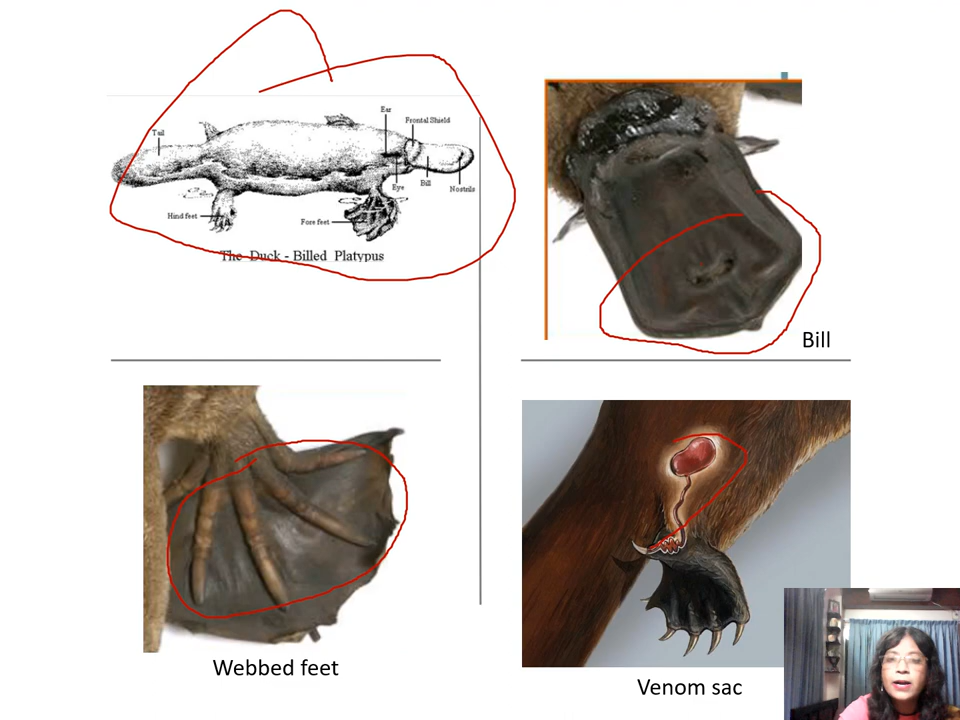 Ear
Frontal Shield
Tail
Eye
Bill
Nostrils
Hind feet
Fore feet
The Duck - Billed Platypus
Bill
Webbed feet
Venom sac